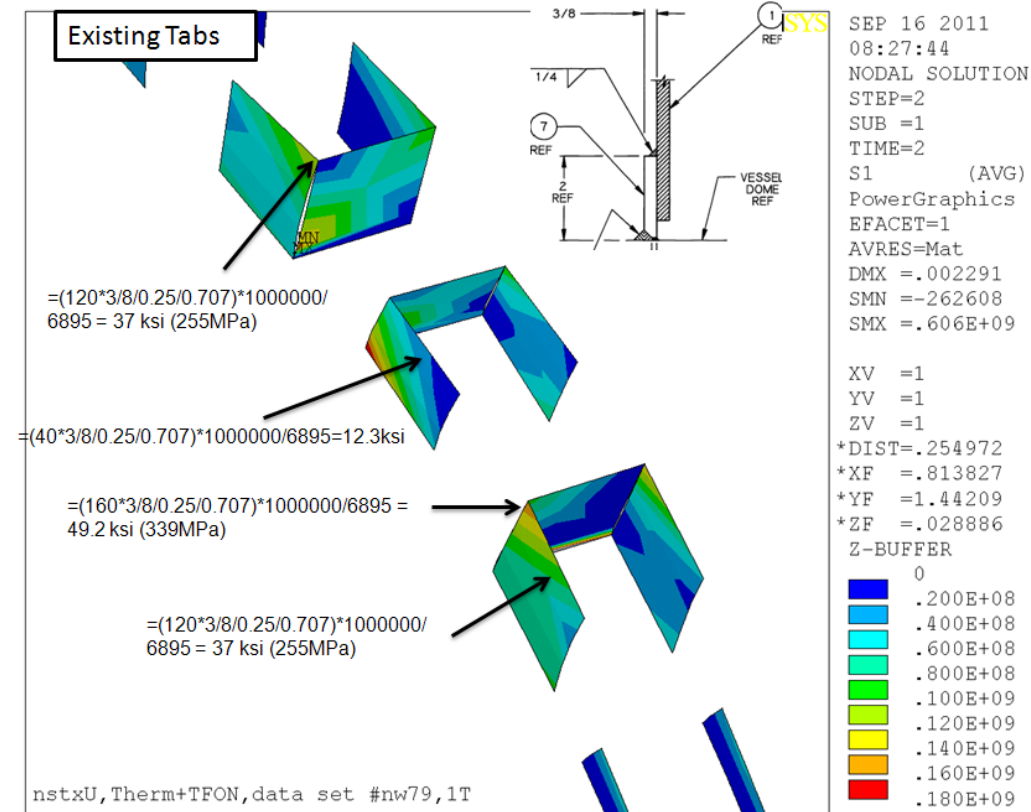 Existing Tabs
3/8
1
REF
SYS
1/4
7
REF
2
REF
VESSEL
DOME
REF
MN
MX
=(120*3/8/0.25/0.707)*1000000/
6895 = 37 ksi (255MPa)
=(40*3/8/0.25/0.707)*1000000/6895=12.3ksi
=(160*3/8/0.25/0.707)*1000000/6895 =
49.2 ksi (339MPa)
=(120*3/8/0.25/0.707)*1000000/
6895 = 37 ksi (255MPa)
nstxU,Therm+TFON,data set #nw79,1T
SEP 16 2011
08:27:44
NODAL SOLUTION
STEP=2
SUB =1
TIME=2
S1 (AVG)
PowerGraphics
EFACET=1
AVRES=Mat
DMX =.002291
SMN =-262608
SMX =.606E+09
XV =1
YV =1
ZV =1
*DIST=.254972
*XF =.813827
*YF =1.44209
*ZF =.028886
Z-BUFFER
0
.200E+08
.400E+08
.600E+08
.800E+08
.100E+09
.120E+09
.140E+09
.160E+09
.180E+09